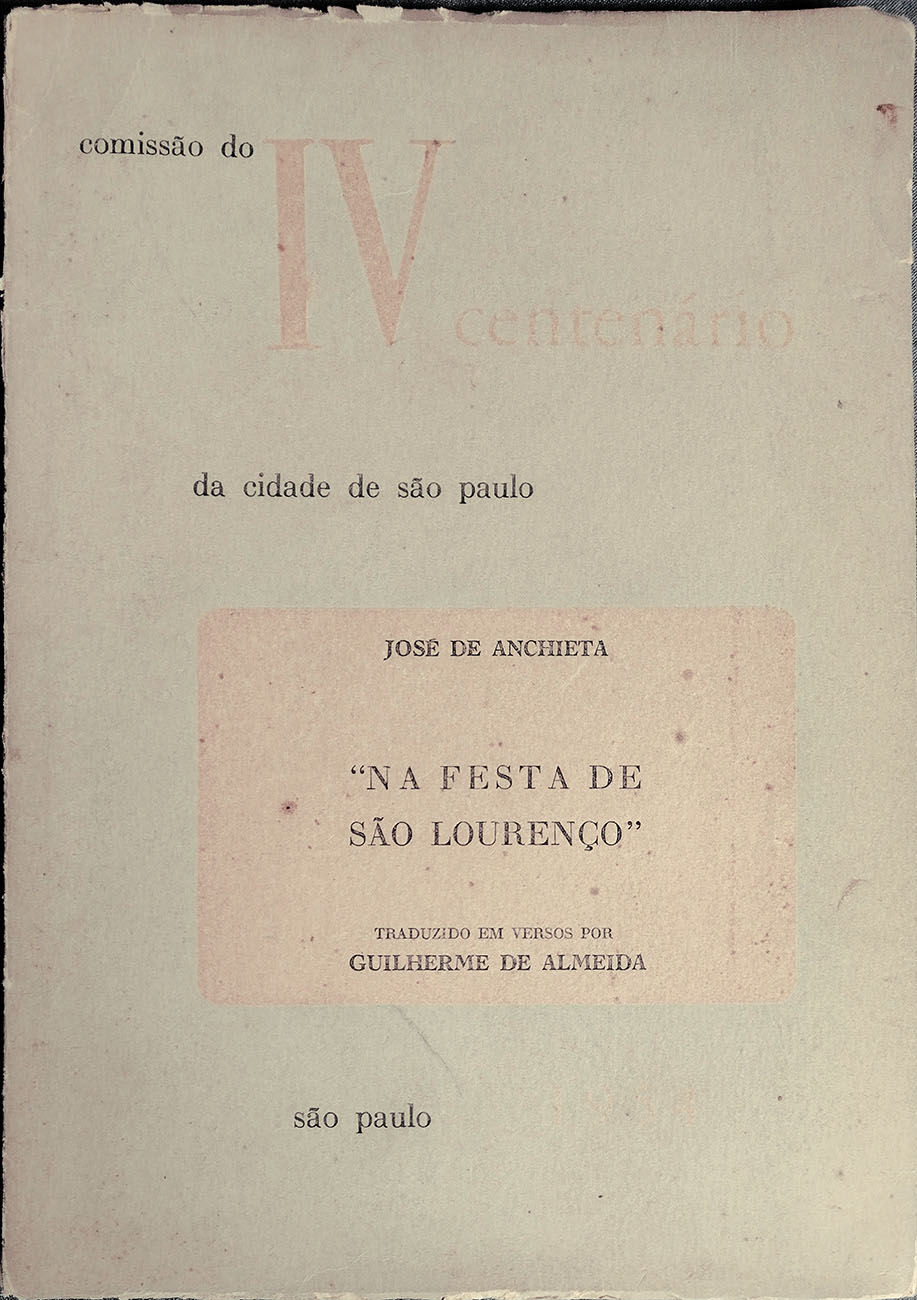 comissão do IV centenário
da cidade de são paulo
JOSÉ DE ANCHIETA
“NA FESTA DE
SÃO LOURENÇO”
TRADUZIDO EM VERSOS POR
GUILHERME DE ALMEIDA
são paulo